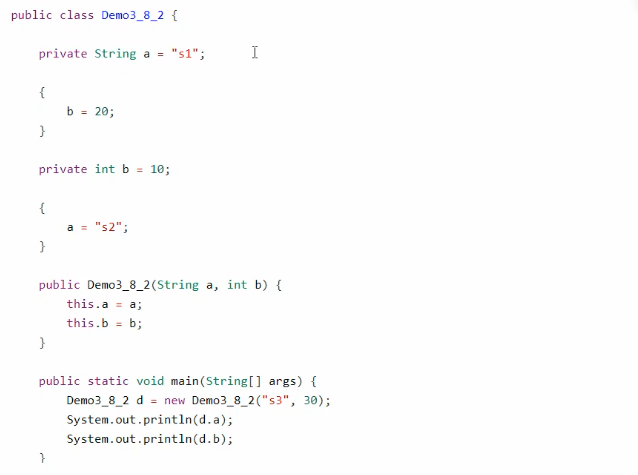 public class Demo3_8_2 {
private String a = "s1";
{
b = 20;
}
private int b = 10;
{
a = "s2";
}
public Demo3_8_2(String a, int b) {
this.a = a;
this.b = b;
}
public static void main(String[] args) {
Demo3_8_2 d = new Demo3_8_2("s3", 30);
System.out.println(d.a);
System.out.println(d.b);
}